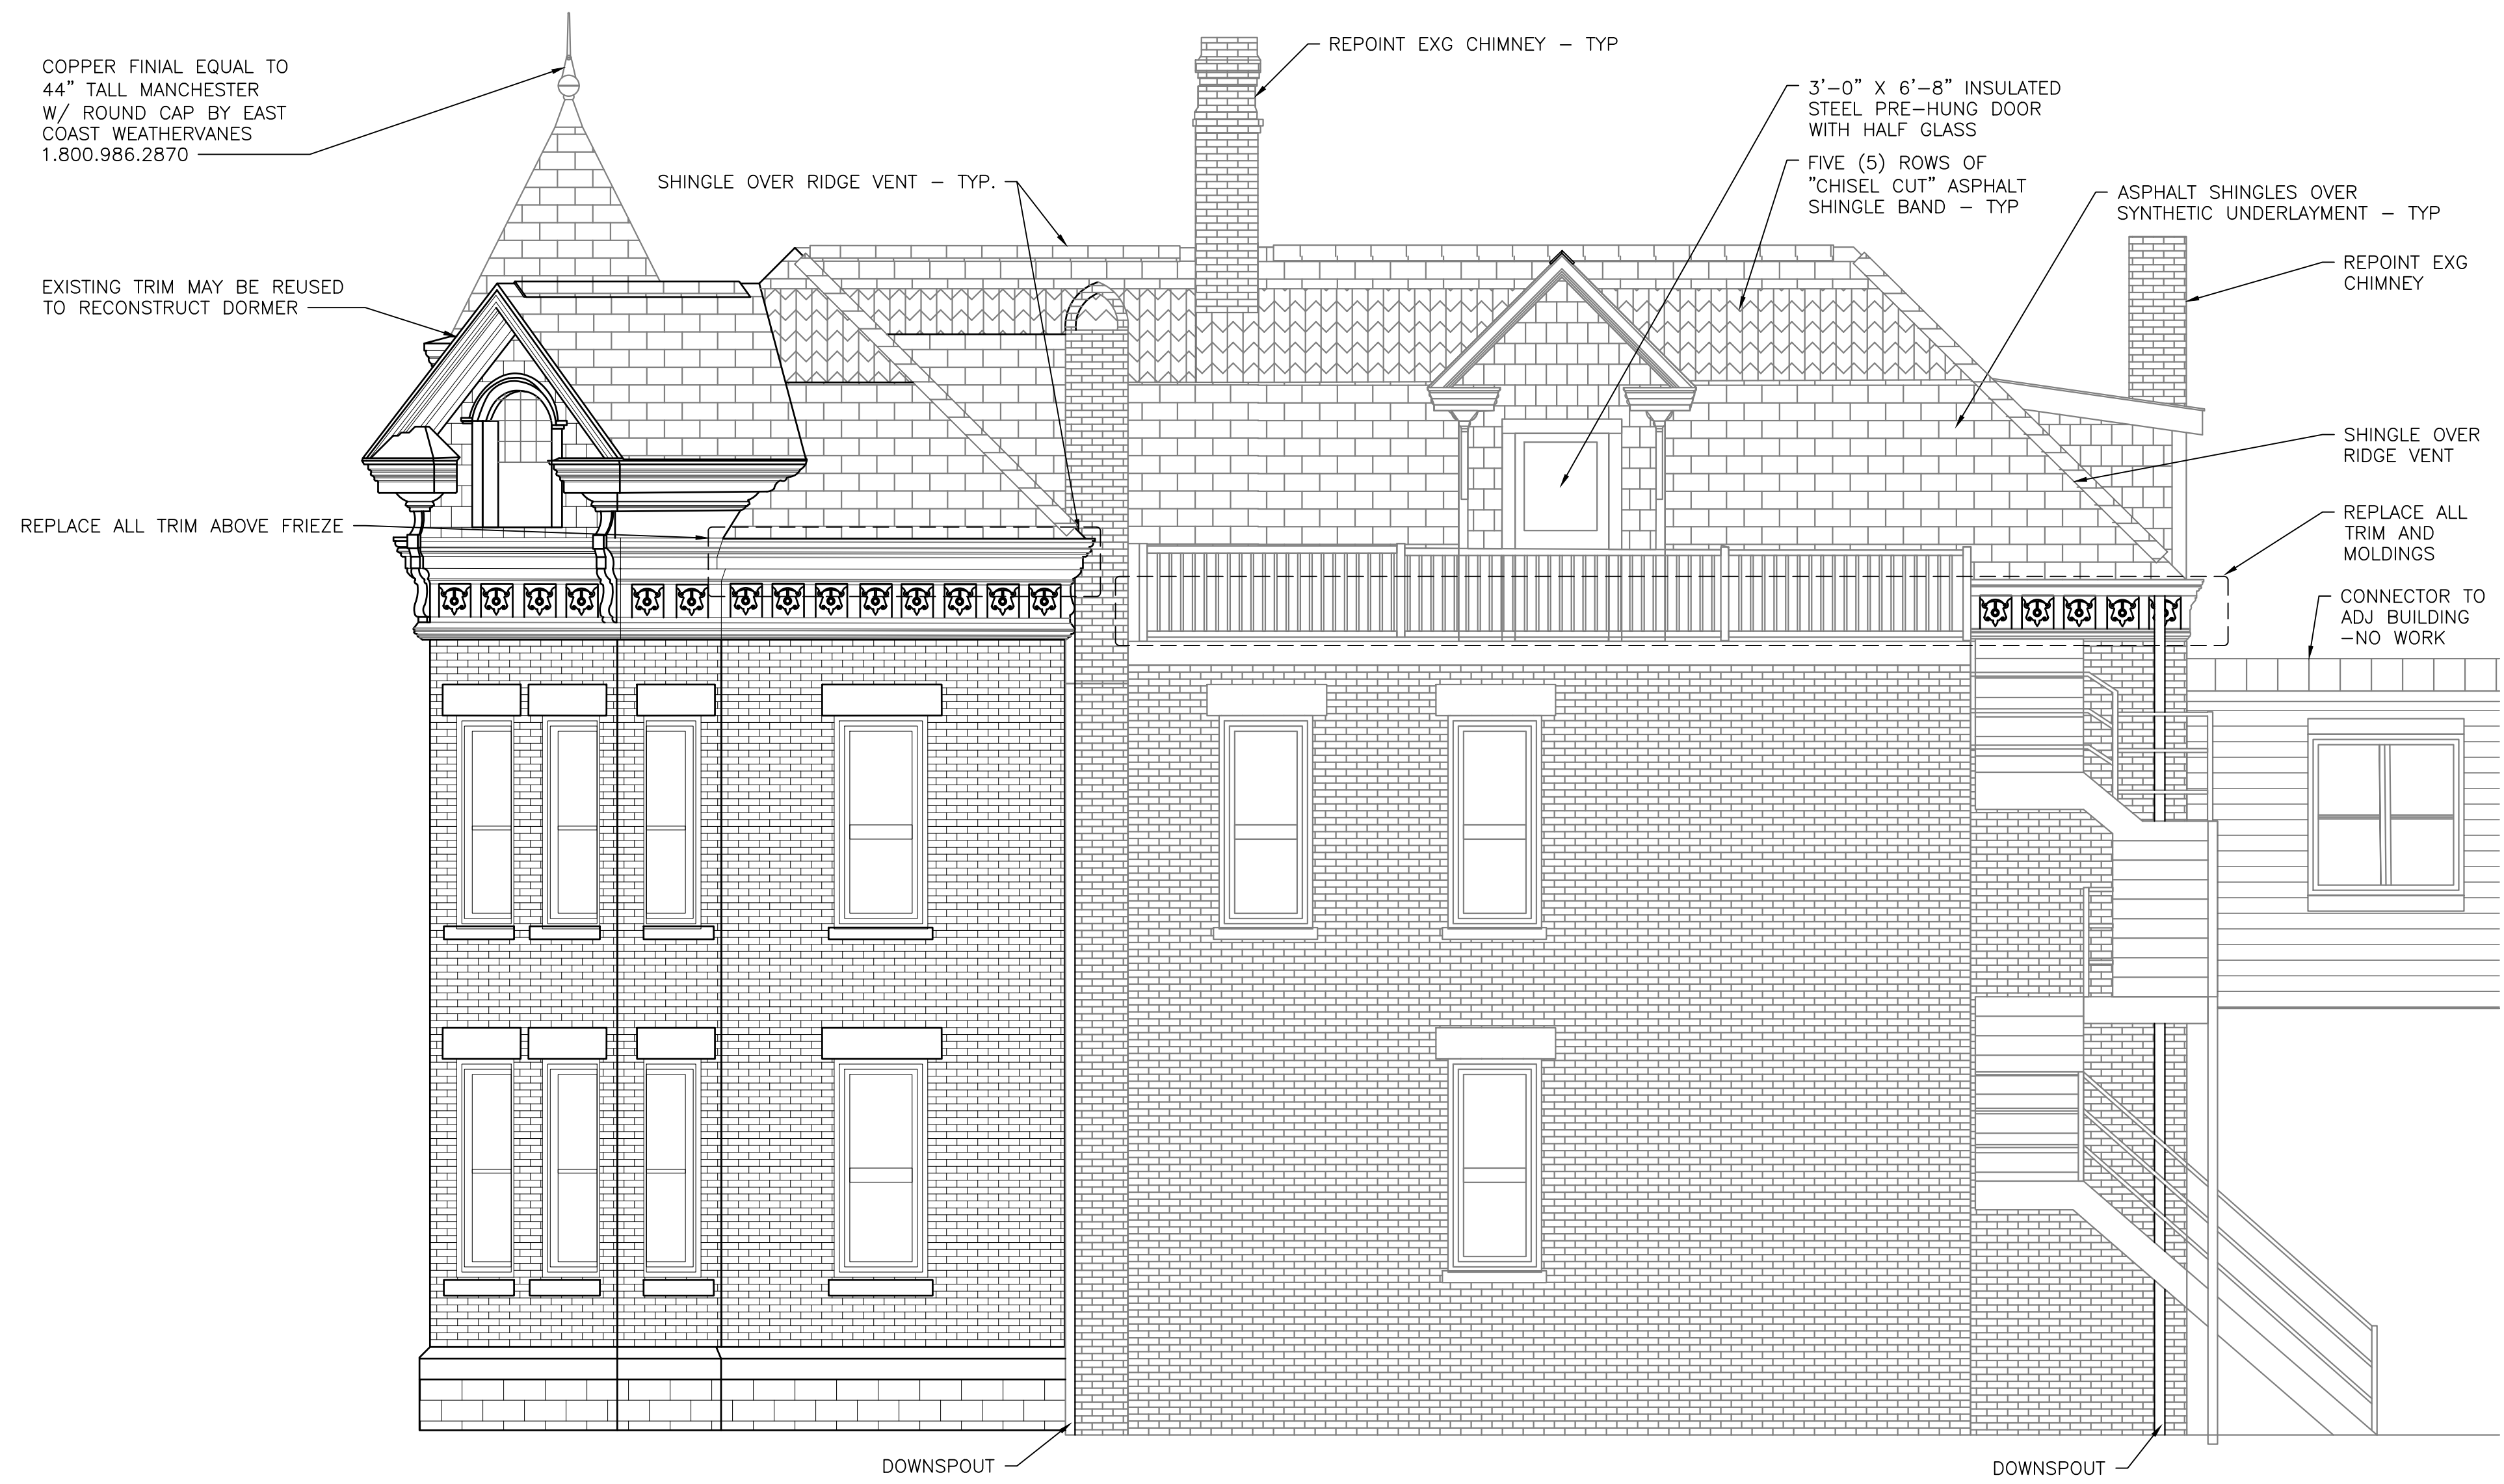 COPPER FINIAL EQUAL TO
44" TALL MANCHESTER
W/ ROUND CAP BY EAST
COAST WEATHERVANES
1.800.986.2870
REPOINT EXG CHIMNEY – TYP
3'–0" X 6'–8" INSULATED
STEEL PRE–HUNG DOOR
WITH HALF GLASS
FIVE (5) ROWS OF
"CHISEL CUT" ASPHALT
SHINGLE BAND – TYP
SHINGLE OVER RIDGE VENT – TYP.
ASPHALT SHINGLES OVER
SYNTHETIC UNDERLAYMENT – TYP
REPOINT EXG
CHIMNEY
EXISTING TRIM MAY BE REUSED
TO RECONSTRUCT DORMER
SHINGLE OVER
RIDGE VENT
REPLACE ALL TRIM ABOVE FRIEZE
REPLACE ALL
TRIM AND
MOLDINGS
CONNECTOR TO
ADJ BUILDING
–NO WORK
DOWNSPOUT
DOWNSPOUT